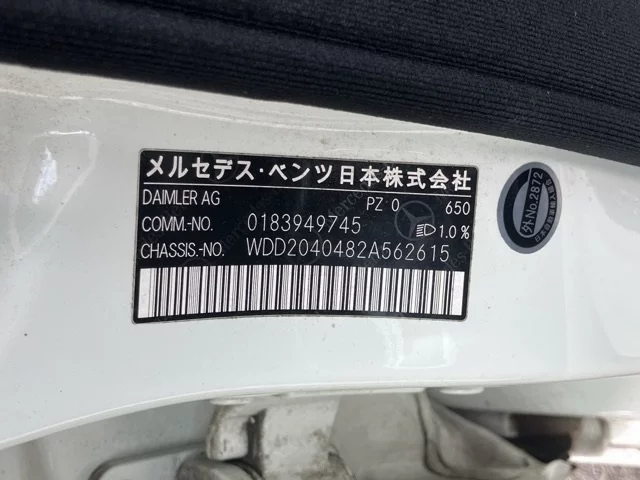 メルセデス・ベンツ日本株式会社
DAIMLER AG PZ 0 650
COMM.-NO. 0183949745 1.0%
CHASSIS.-NO. WDD2040482A562615
外No.2872